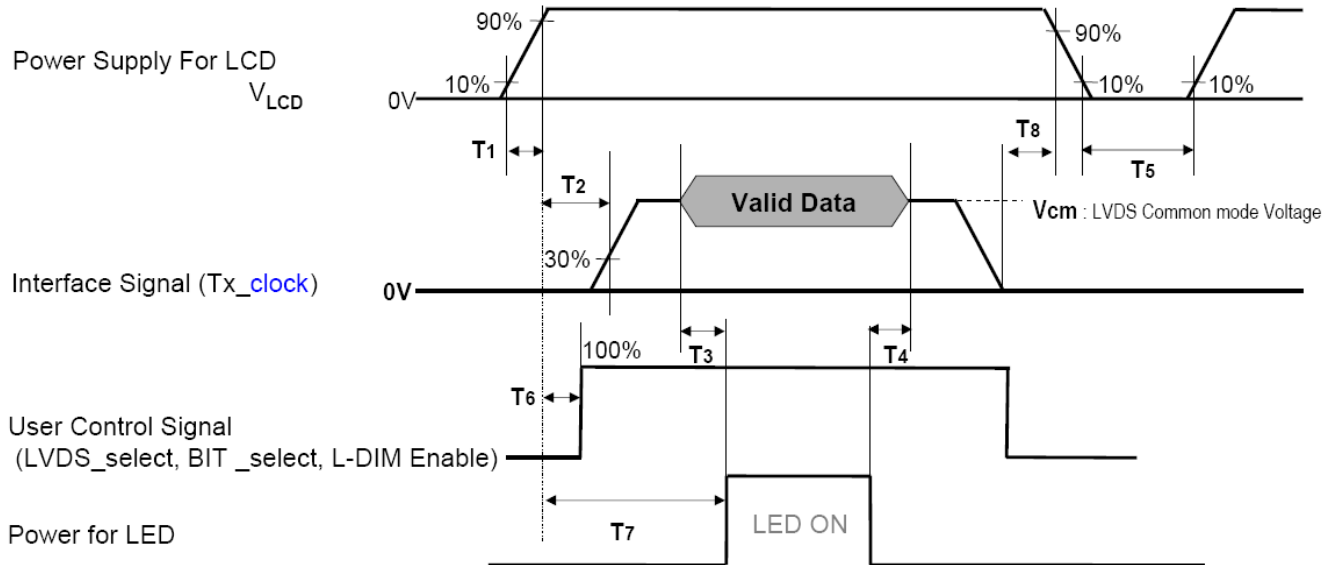 90%
90%
Power Supply For LCD
VLCD
10%
10%
10%
0V
T1
T8
T5
T2
Valid Data
Vcm : LVDS Common mode Voltage
30%
Interface Signal (Tx_clock)
0V
T3
T4
100%
T6
User Control Signal
(LVDS_select, BIT _select, L-DIM Enable)
T7
LED ON
Power for LED